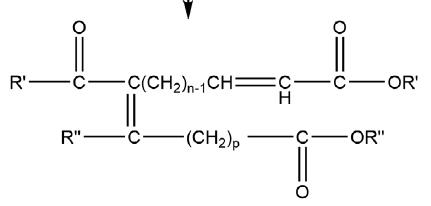 O O
R' C C(CH₂)ₙ₋₁CH C C OR'
H
R" C (CH₂)ₚ C OR"
O